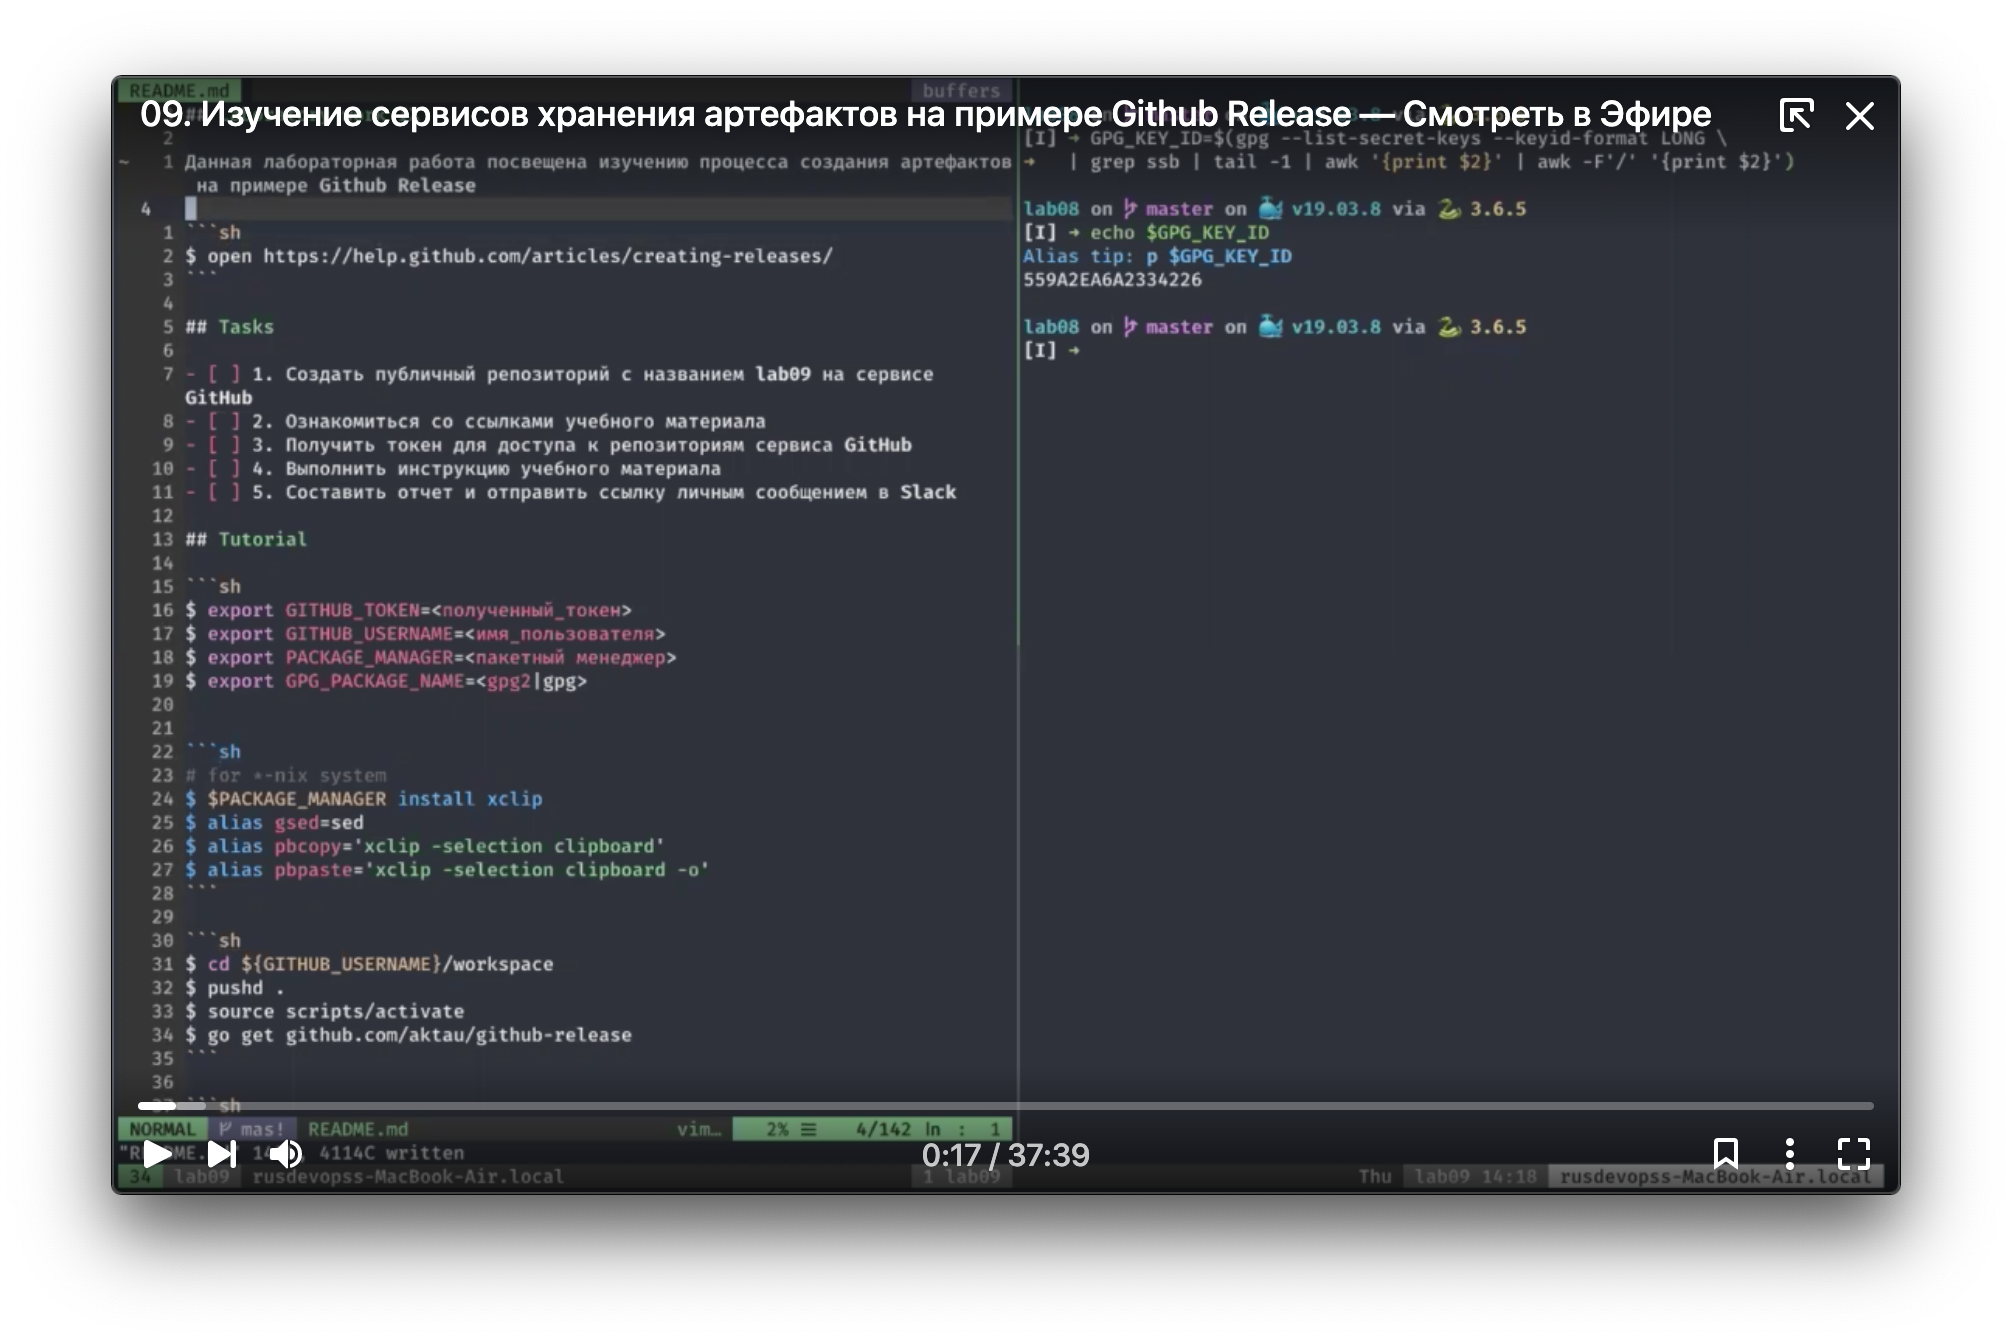 README.md
buffers
09. Изучение сервисов хранения артефактов на примере Github Release — Смотреть в Эфире
2
~ 1 Данная лабораторная работа посвещена изучению процесса создания артефактов
на примере Github Release
4
1 ```sh
2 $ open https://help.github.com/articles/creating-releases/
3 ```
4
5 ## Tasks
6
7 - [ ] 1. Создать публичный репозиторий с названием lab09 на сервисе
GitHub
8 - [ ] 2. Ознакомиться со ссылками учебного материала
9 - [ ] 3. Получить токен для доступа к репозиториям сервиса GitHub
10 - [ ] 4. Выполнить инструкцию учебного материала
11 - [ ] 5. Составить отчет и отправить ссылку личным сообщением в Slack
12
13 ## Tutorial
14
15 ```sh
16 $ export GITHUB_TOKEN=<полученный_токен>
17 $ export GITHUB_USERNAME=<имя_пользователя>
18 $ export PACKAGE_MANAGER=<пакетный менеджер>
19 $ export GPG_PACKAGE_NAME=<gpg2|gpg>
20
21
22 ```sh
23 # for *-nix system
24 $ $PACKAGE_MANAGER install xclip
25 $ alias gsed=sed
26 $ alias pbcopy='xclip -selection clipboard'
27 $ alias pbpaste='xclip -selection clipboard -o'
28 ```
29
30 ```sh
31 $ cd ${GITHUB_USERNAME}/workspace
32 $ pushd .
33 $ source scripts/activate
34 $ go get github.com/aktau/github-release
35 ```
36
37 ```sh
[I] → GPG_KEY_ID=$(gpg --list-secret-keys --keyid-format LONG \
→ | grep ssb | tail -1 | awk '{print $2}' | awk -F'/' '{print $2}')
lab08 on master on v19.03.8 via 3.6.5
[I] → echo $GPG_KEY_ID
Alias tip: p $GPG_KEY_ID
559A2EA6A2334226
lab08 on master on v19.03.8 via 3.6.5
[I] →
NORMAL mas! README.md vim… 2% ☰ 4/142 ln : 1
4114C written
0:17 / 37:39
34 lab09 rusdevopss-MacBook-Air.local 1 lab09 Thu lab09 14:18 rusdevopss-MacBook-Air.local